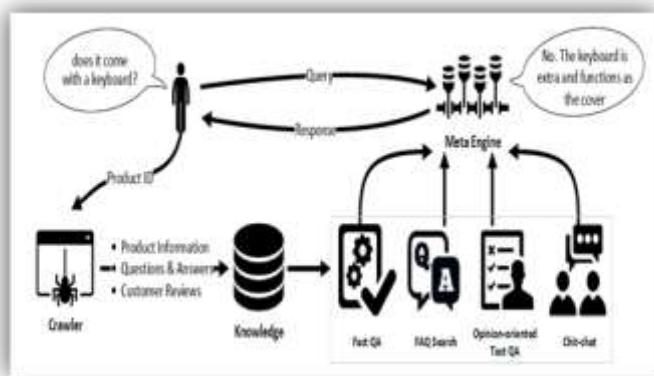 does it come
with a keyboard?
Query
No. The keyboard is
extra and functions as
the cover
Response
Meta Engine
Product ID
• Product Information
• Questions & Answers
• Customer Reviews
Crawler
Knowledge
Q
A
Fact QA
FAQ Search
Opinion-oriented
Text QA
Chit-chat